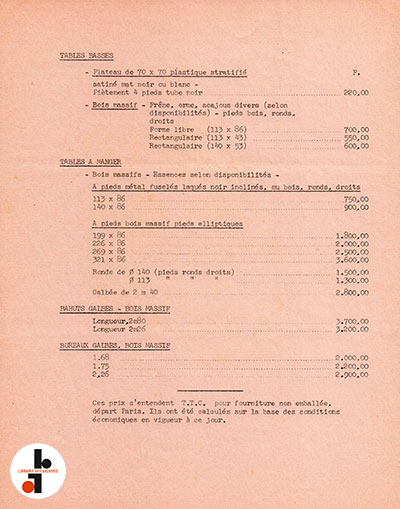 TABLES BASSES
- Plateau de 70 x 70 plastique stratifié F.
satiné mat noir ou blanc -
Piètement 4 pieds tube noir 220,00
- Bois massif - Frêne, orme, acajous divers (selon
disponibilités) - pieds bois, ronds,
droits
Forme libre (113 x 86) 700,00
Rectangulaire (113 x 43) 550,00
Rectangulaire (140 x 53) 600,00
TABLES A MANGER
- Bois massifs - Essences selon disponibilités -
A pieds métal fuselés laqués noir inclinés, ou bois, ronds, droits
113 x 86 750,00
140 x 86 900,00
A pieds bois massif pieds elliptiques
199 x 86 1.800,00
226 x 86 2.000,00
269 x 86 2.500,00
321 x 86 3.600,00
Ronde de Ø 140 (pieds ronds droits) 1.500,00
Ø 113 " " " 1.300,00
Galbée de 2 m 40 2.800,00
BAHUTS GALBES - BOIS MASSIF
Longueur,2m80 3.700,00
Longueur 2m26 3.200,00
BUREAUX GALBES, BOIS MASSIF
1.68 2.000,00
1.75 2.200,00
2,26 2.900,00
Ces prix s'entendent T.T.C. pour fourniture non emballée,
départ Paris. Ils ont été calculés sur la base des conditions
économiques en vigueur à ce jour.
LIBRAIRIE DES ARCHIVES